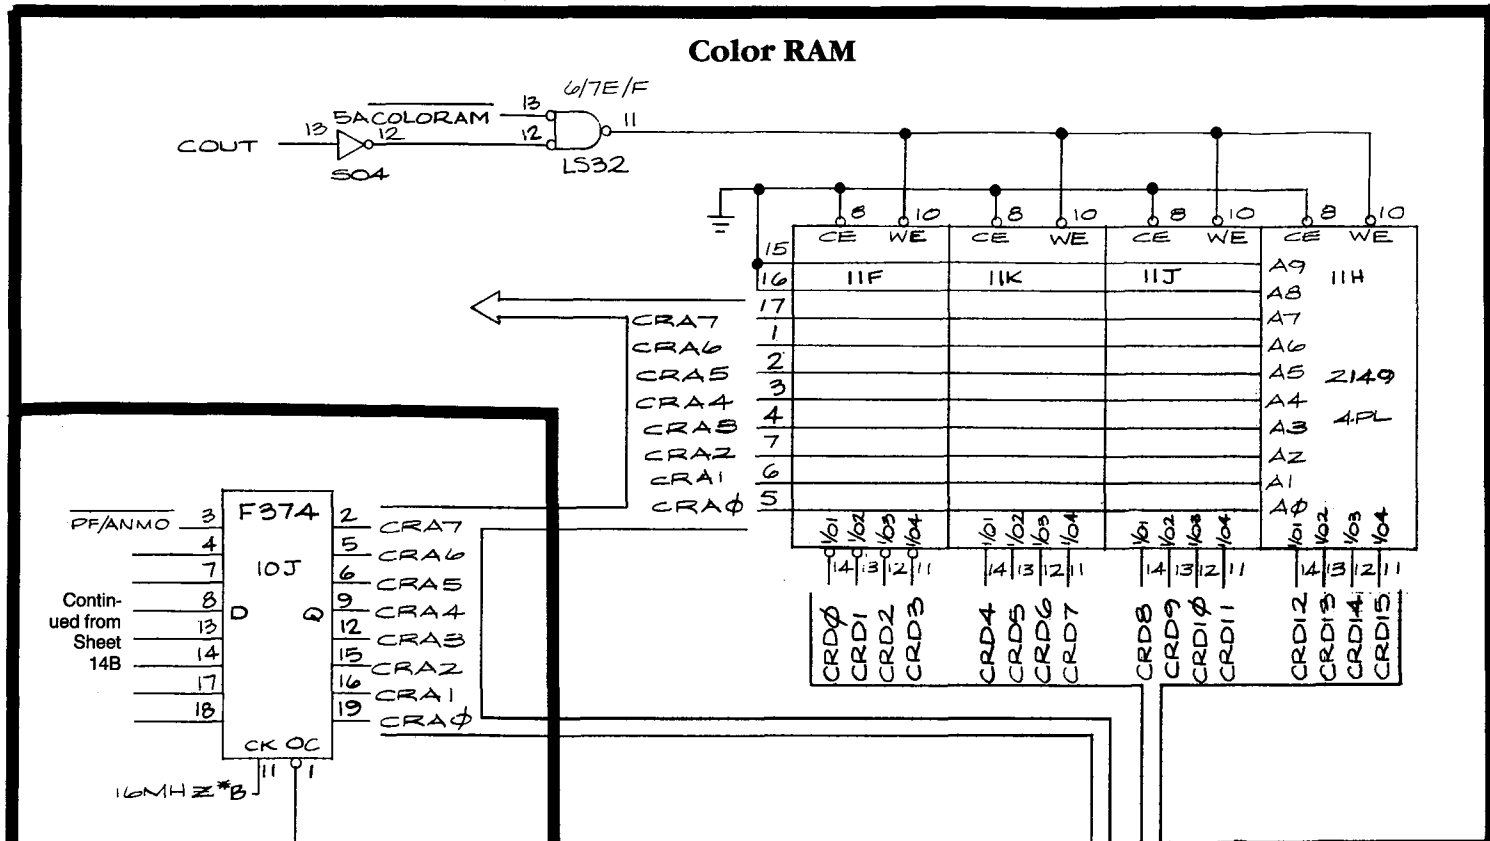 Color RAM
6/7E/F
COUT 13 5A 12 COLORAM 13 12 11
S04 LS32
8 10 8 10 8 10 8 10
CE WE CE WE CE WE CE WE
15 A9
11F 11K 11J 11H
16 A8
CRA7 17 A7
CRA6 1 A6
CRA5 2 A5 2149
CRA4 3 A4 4.PL
CRA3 4 A3
CRA2 7 A2
CRA1 6 A1
CRAØ 5 AØ
I/O1 I/O2 I/O3 I/O4 I/O1 I/O2 I/O3 I/O4 I/O1 I/O2 I/O3 I/O4 I/O1 I/O2 I/O3 I/O4
14 13 12 11 14 13 12 11 14 13 12 11 14 13 12 11
CRDØ CRD1 CRD2 CRD3 CRD4 CRD5 CRD6 CRD7 CRD8 CRD9 CRD1Ø CRD11 CRD12 CRD13 CRD14 CRD15
F374
PF/ANMO 3 2 CRA7
4 5 CRA6
10J
7 6 CRA5
8 D Q 9 CRA4
13 12 CRA3
14 15 CRA2
17 16 CRA1
18 19 CRAØ
Contin-
ued from
Sheet
14B
CK OC
11 1
16MHZ*B